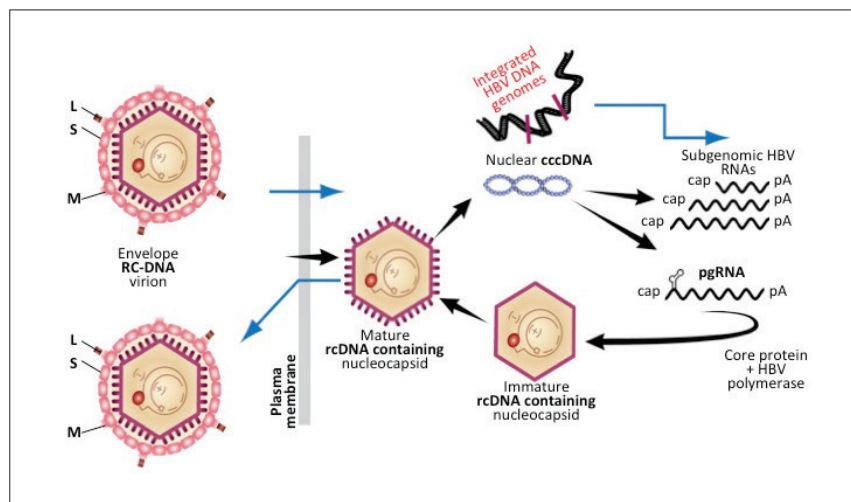 L
S
M
Envelope
RC-DNA
virion
L
S
M
Plasma
membrane
Mature
rcDNA containing
nucleocapsid
Integrated
HBV DNA
genomes
Nuclear cccDNA
(-)
(+)
(-)
(+)
(-)
(+)
(-)
(+)
Immature
rcDNA containing
nucleocapsid
Subgenomic HBV
RNAs
cap pA
cap pA
cap pA
pgRNA
cap pA
Core protein
+ HBV
polymerase